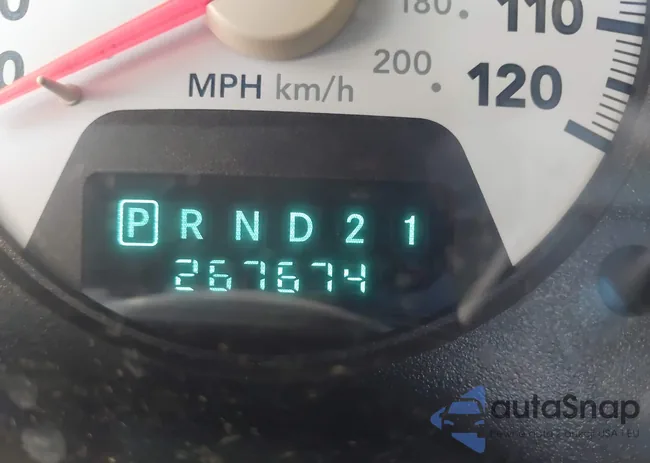 180. 110
200. 120
MPH km/h
P R N D 2 1
267674
autaSnap